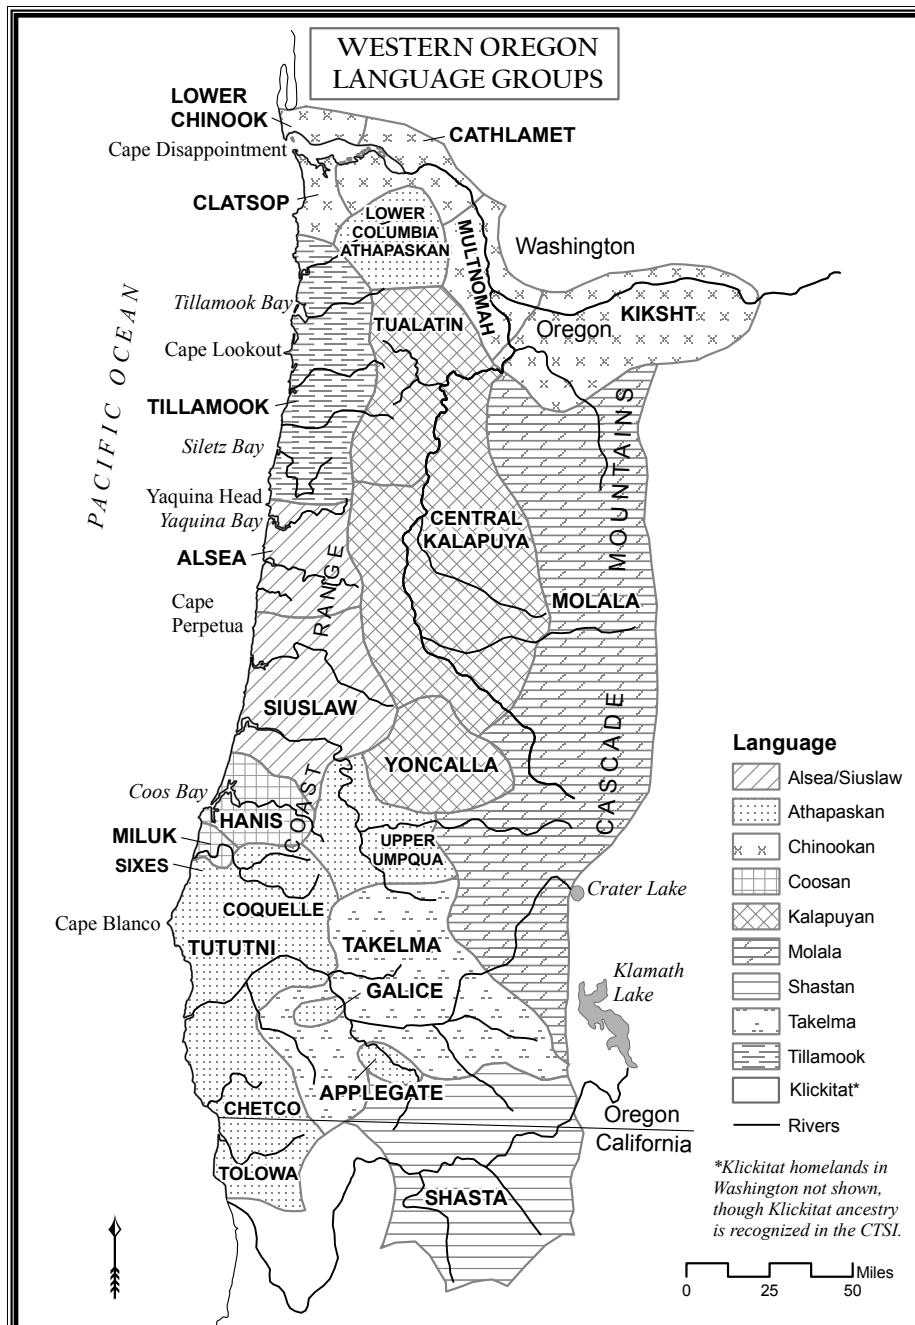 WESTERN OREGON
LANGUAGE GROUPS
LOWER
CHINOOK
CATHLAMET
Cape Disappointment
CLATSOP
LOWER
COLUMBIA
ATHAPASKAN
MULTNOMAH
Washington
Tillamook Bay
TUALATIN
Oregon
KIKSHT
PACIFIC OCEAN
Cape Lookout
TILLAMOOK
Siletz Bay
Yaquina Head
Yaquina Bay
CENTRAL
KALAPUYA
ALSEA
MOLALA
Cape
Perpetua
COAST RANGE
CASCADE MOUNTAINS
SIUSLAW
YONCALLA
Coos Bay
HANIS
MILUK
SIXES
UPPER
UMPQUA
Crater Lake
COQUELLE
Cape Blanco
TUTUTNI
TAKELMA
GALICE
Klamath
Lake
APPLEGATE
CHETCO
Oregon
California
TOLOWA
SHASTA
Language
Alsea/Siuslaw
Athapaskan
Chinookan
Coosan
Kalapuyan
Molala
Shastan
Takelma
Tillamook
Klickitat*
Rivers
*Klickitat homelands in
Washington not shown,
though Klickitat ancestry
is recognized in the CTSI.
Miles
0 25 50